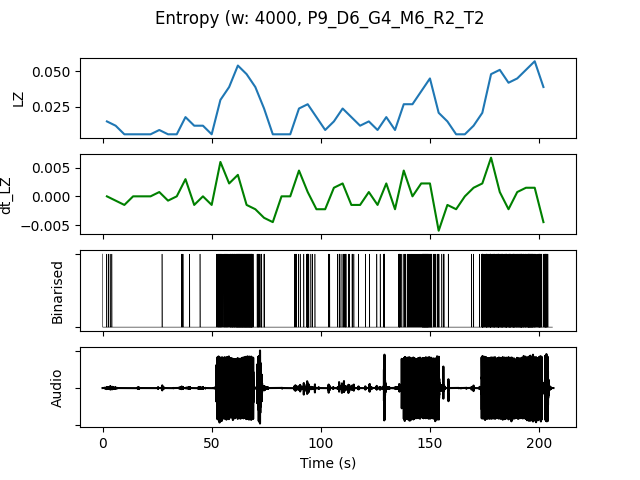 Entropy (w: 4000, P9_D6_G4_M6_R2_T2
LZ
0.050
0.025
dt_LZ
0.005
0.000
−0.005
Binarised
Audio
0
50
100
150
200
Time (s)